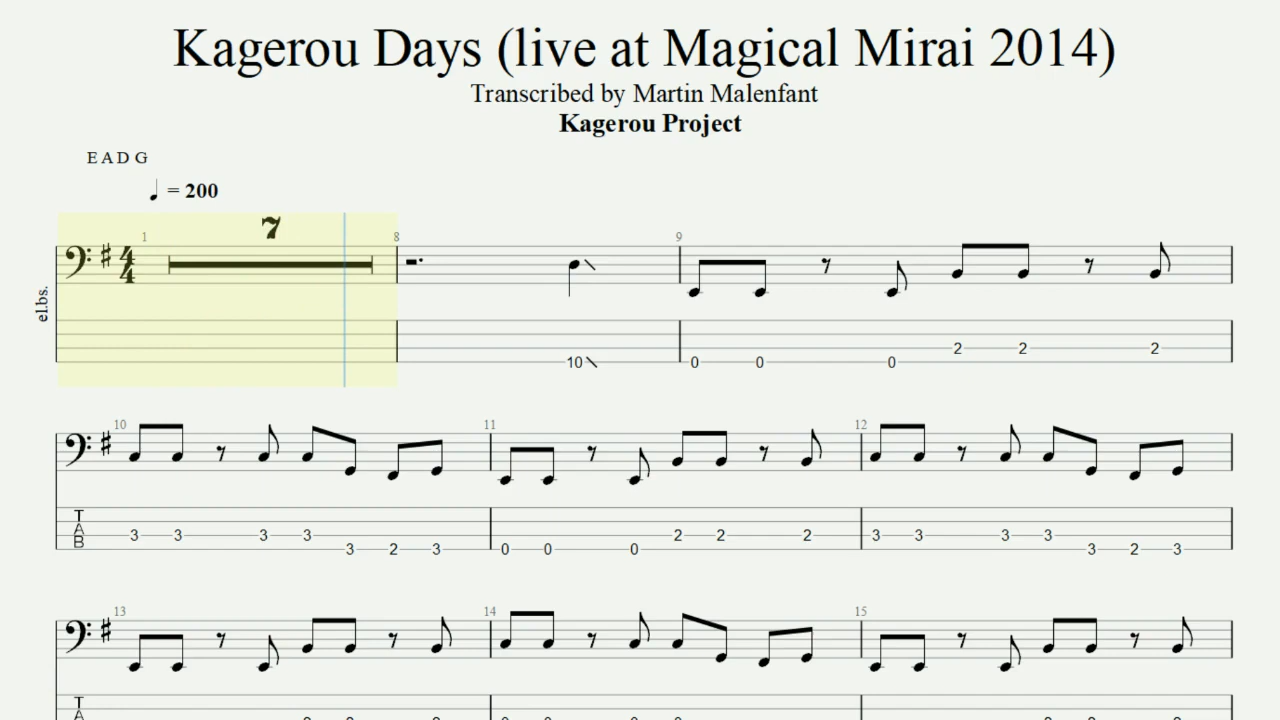 Kagerou Days (live at Magical Mirai 2014)
Transcribed by Martin Malenfant
Kagerou Project
E A D G
= 200
7
1 8 9
4
4
el.bs.
10 0 0 0 2 2 2
10 11 12
T
A
B
3 3 3 3 3 2 3 0 0 0 2 2 2 3 3 3 3 3 2 3
13 14 15
T